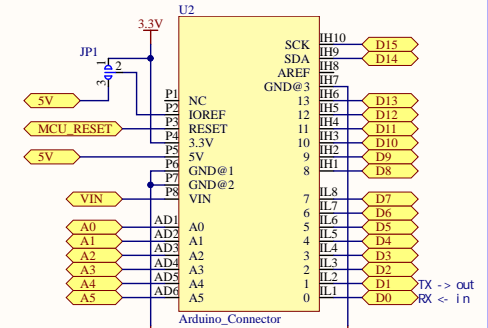 U2
3.3V
IH10
SCK
D15
IH9
SDA
D14
JP1
IH8
AREF
IH7
GND@3
1
2
3
5V
P1
NC
IH6
13
D13
P2
IOREF
IH5
12
D12
MCU_RESET
P3
RESET
IH4
11
D11
P4
3.3V
IH3
10
D10
5V
P5
5V
IH2
9
D9
P6
GND@1
IH1
8
D8
P7
GND@2
VIN
P8
VIN
IL8
7
D7
IL7
6
D6
A0
AD1
A0
IL6
5
D5
A1
AD2
A1
IL5
4
D4
A2
AD3
A2
IL4
3
D3
A3
AD4
A3
IL3
2
D2
A4
AD5
A4
IL2
1
D1
TX -> out
A5
AD6
A5
IL1
0
D0
RX <- in
Arduino_Connector